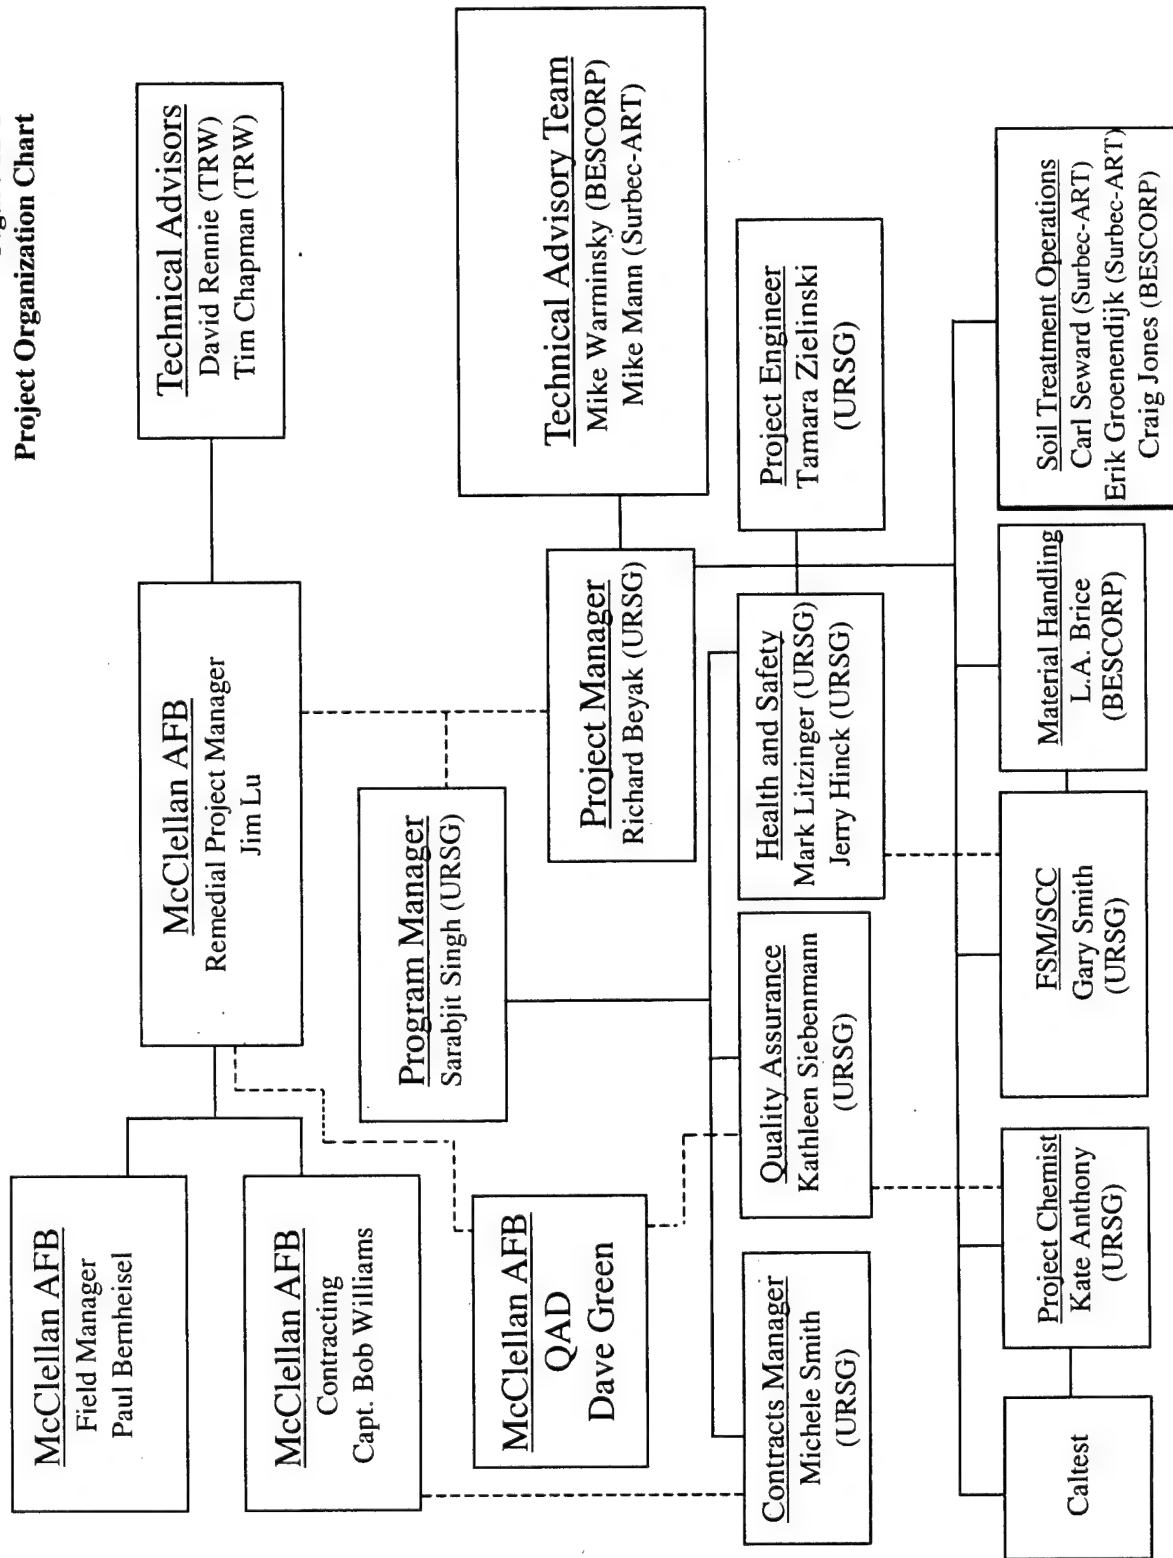 Project Organization Chart
McClellan AFB
Field Manager
Paul Bernheisel
McClellan AFB
Contracting
Capt. Bob Williams
McClellan AFB
Remedial Project Manager
Jim Lu
Technical Advisors
David Rennie (TRW)
Tim Chapman (TRW)
McClellan AFB
QAD
Dave Green
Program Manager
Sarabjit Singh (URSG)
Project Manager
Richard Beyak (URSG)
Technical Advisory Team
Mike Warminsky (BESCORP)
Mike Mann (Surbec-ART)
Contracts Manager
Michele Smith
(URSG)
Quality Assurance
Kathleen Siebenmann
(URSG)
Health and Safety
Mark Litzinger (URSG)
Jerry Hinck (URSG)
Project Engineer
Tamara Zielinski
(URSG)
Caltest
Project Chemist
Kate Anthony
(URSG)
FSM/SCC
Gary Smith
(URSG)
Material Handling
L.A. Brice
(BESCORP)
Soil Treatment Operations
Carl Seward (Surbec-ART)
Erik Groenendijk (Surbec-ART)
Craig Jones (BESCORP)